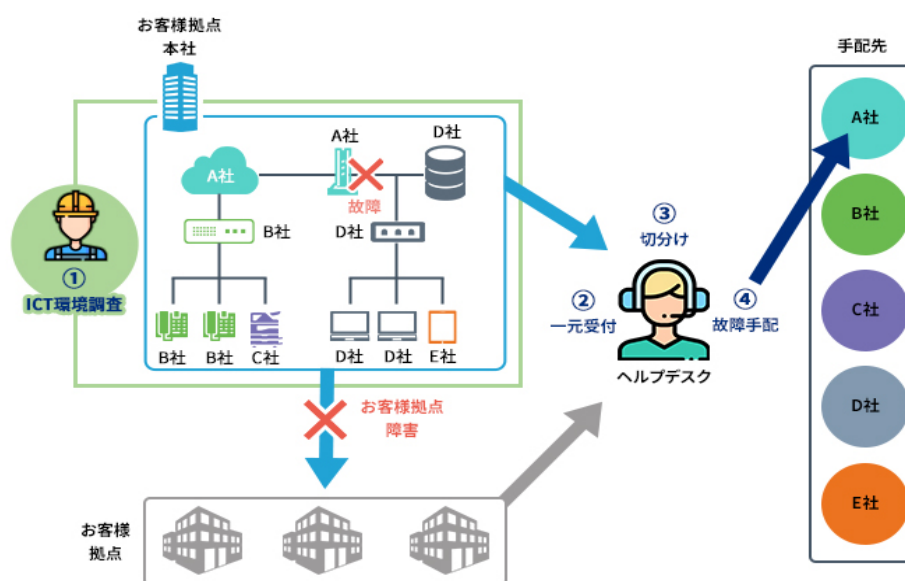 お客様拠点
本社
手配先
A社
D社
A社
故障
B社
D社
B社
B社
C社
D社
D社
E社
①
ICT環境調査
お客様拠点
障害
お客様
拠点
②
一元受付
③
切分け
④
故障手配
ヘルプデスク
A社
B社
C社
D社
E社